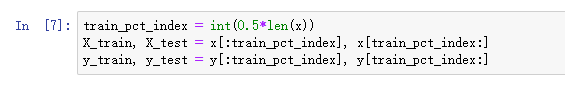 In [7]: train_pct_index = int(0.5*len(x))
X_train, X_test = x[:train_pct_index], x[train_pct_index:]
y_train, y_test = y[:train_pct_index], y[train_pct_index:]